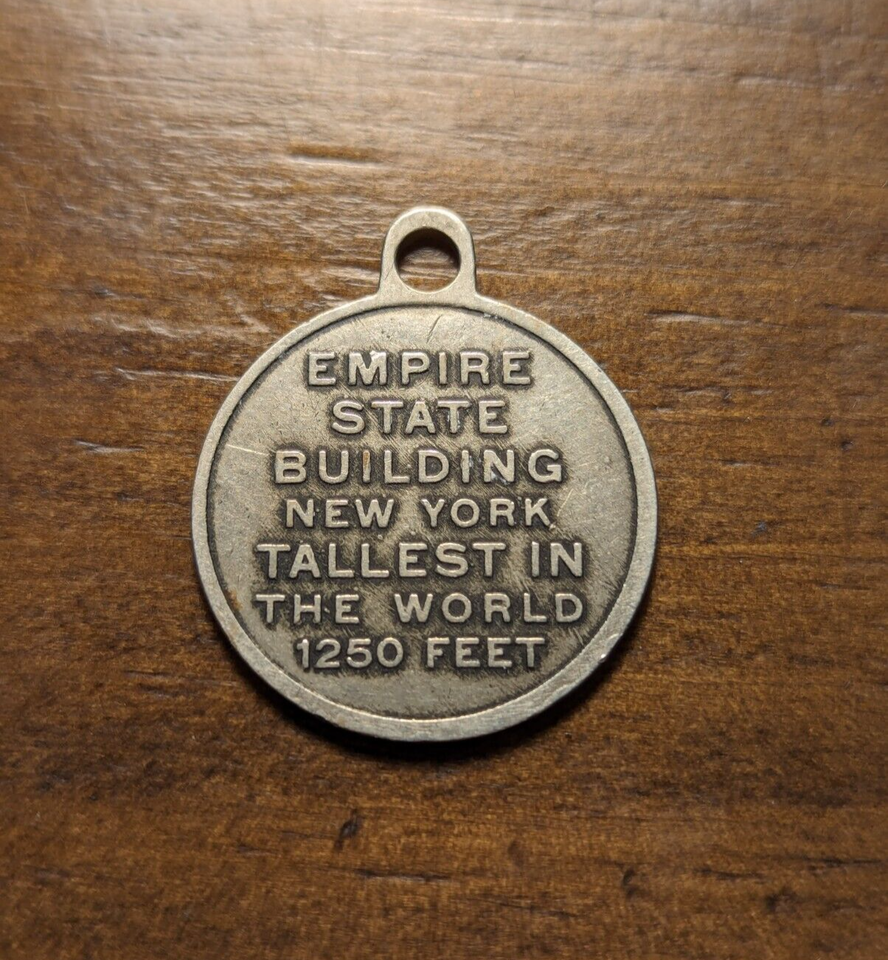 EMPIRE
STATE
BUILDING
NEW YORK
TALLEST IN
THE WORLD
1250 FEET